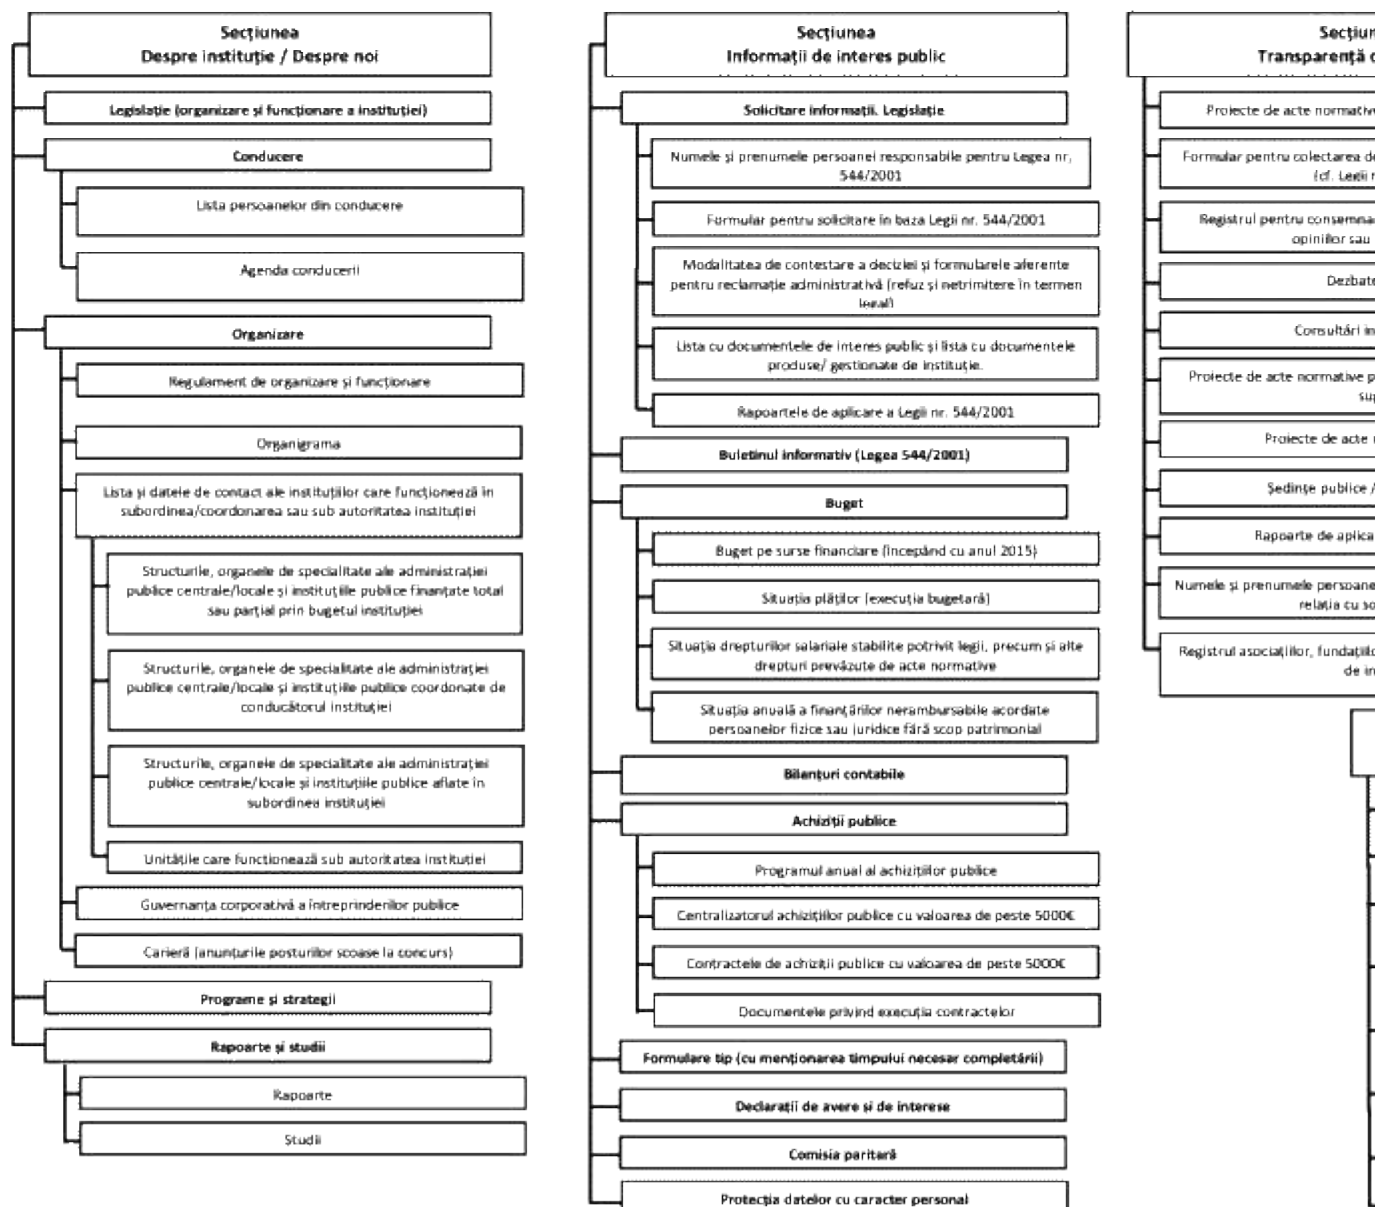 Secțiunea
Despre instituție / Despre noi
Legislație (organizare și funcționare a instituției)
Conducere
Lista persoanelor din conducere
Agenda conducerii
Organizare
Regulament de organizare și funcționare
Organigrama
Lista și datele de contact ale instituțiilor care funcționează în
subordinea/coordonarea sau sub autoritatea instituției
Structurile, organele de specialitate ale administrației
publice centrale/locale și instituțiile publice finanțate total
sau parțial prin bugetul instituției
Structurile, organele de specialitate ale administrației
publice centrale/locale și instituțiile publice coordonate de
conducătorul instituției
Structurile, organele de specialitate ale administrației
publice centrale/locale și instituțiile publice aflate în
subordinea instituției
Unitățile care funcționează sub autoritatea instituției
Guvernanța corporativă a întreprinderilor publice
Carieră (anunțurile posturilor scoase la concurs)
Programe și strategii
Rapoarte și studii
Rapoarte
Studii
Secțiunea
Informații de interes public
Solicitare informații. Legislație
Numele și prenumele persoanei responsabile pentru Legea nr.
544/2001
Formular pentru solicitare în baza Legii nr. 544/2001
Modalitatea de contestare a deciziei și formularele aferente
pentru reclamație administrativă (refuz și netrimitere în termen
legal)
Lista cu documentele de interes public și lista cu documentele
produse/ gestionate de instituție.
Rapoartele de aplicare a Legii nr. 544/2001
Buletinul informativ (Legea 544/2001)
Buget
Buget pe surse financiare (începând cu anul 2015)
Situația plăților (execuția bugetară)
Situația drepturilor salariale stabilite potrivit legii, precum și alte
drepturi prevăzute de acte normative
Situația anuală a finanțărilor nerambursabile acordate
persoanelor fizice sau juridice fără scop patrimonial
Bilanțuri contabile
Achiziții publice
Programul anual al achizițiilor publice
Centralizatorul achizițiilor publice cu valoarea de peste 5000€
Contractele de achiziții publice cu valoarea de peste 5000€
Documentele privind execuția contractelor
Formulare tip (cu menționarea timpului necesar completării)
Declarații de avere și de interese
Comisia paritară
Protecția datelor cu caracter personal
Transparență
Proiecte de acte
Formular pentru colectarea
(cf. Legii
Registrul pentru
opiniilor sau
Consultări
Proiecte de acte normative
Proiecte de acte
Ședințe publice /
Rapoarte de
Numele și prenumele
relația cu
Registrul asociațiilor,
de